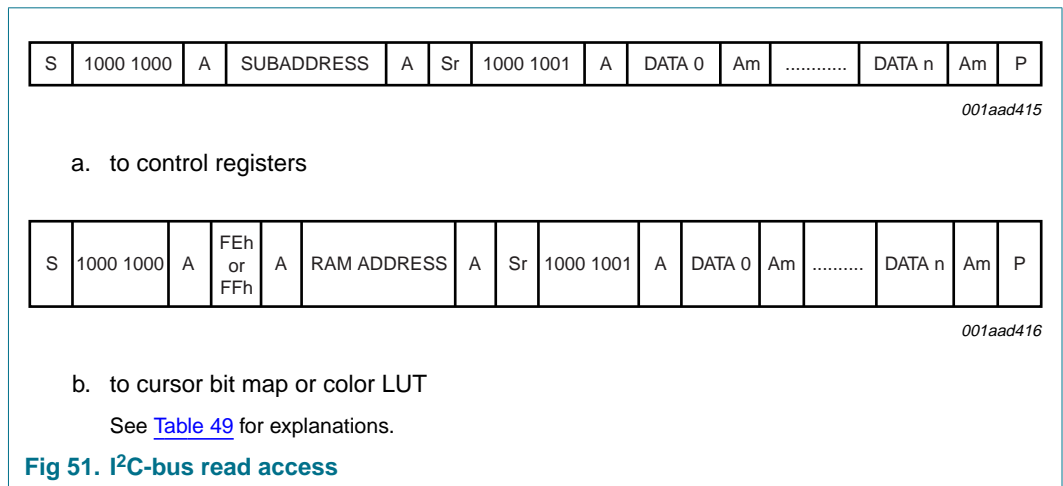 S 1000 1000 A SUBADDRESS A Sr 1000 1001 A DATA 0 Am ............ DATA n Am P
001aad415
a. to control registers
S 1000 1000 A FEh or FFh A RAM ADDRESS A Sr 1000 1001 A DATA 0 Am .......... DATA n Am P
001aad416
b. to cursor bit map or color LUT
See Table 49 for explanations.
Fig 51. I²C-bus read access